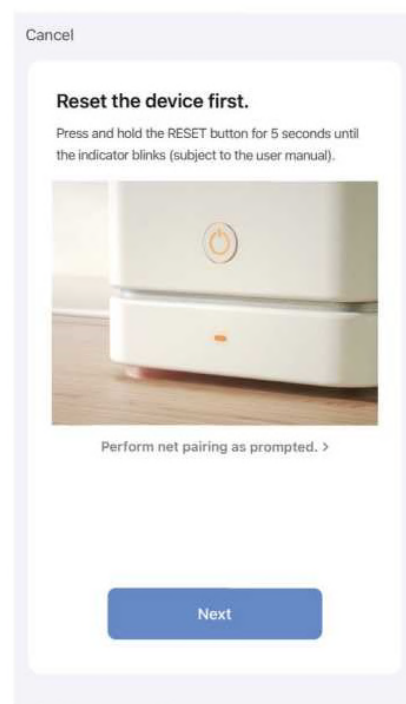 Cancel
Reset the device first.
Press and hold the RESET button for 5 seconds until
the indicator blinks (subject to the user manual).
Perform net pairing as prompted. >
Next